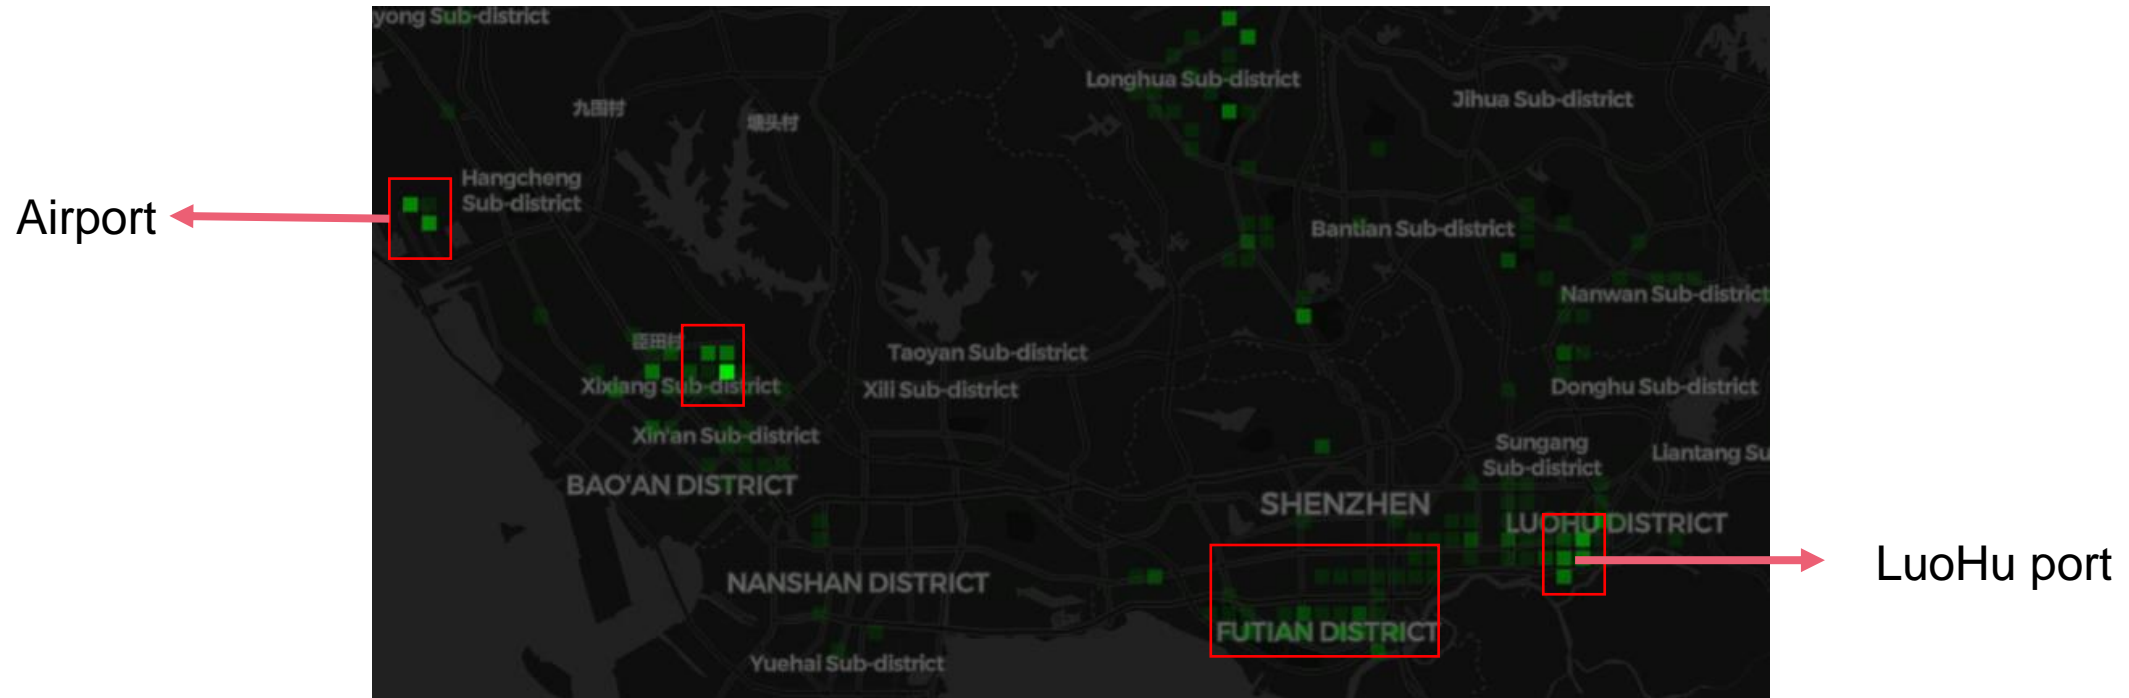 yong Sub-district
Longhua Sub-district
Jihua Sub-district
九围村
塘头村
Hangcheng
Sub-district
Airport
Bantian Sub-district
Nanwan Sub-district
臣田村
Taoyan Sub-district
Xixiang Sub-district
Xili Sub-district
Donghu Sub-district
Xin'an Sub-district
Sungang
Sub-district
Liantang Su
BAO'AN DISTRICT
SHENZHEN
LUOHU DISTRICT
LuoHu port
NANSHAN DISTRICT
FUTIAN DISTRICT
Yuehai Sub-district